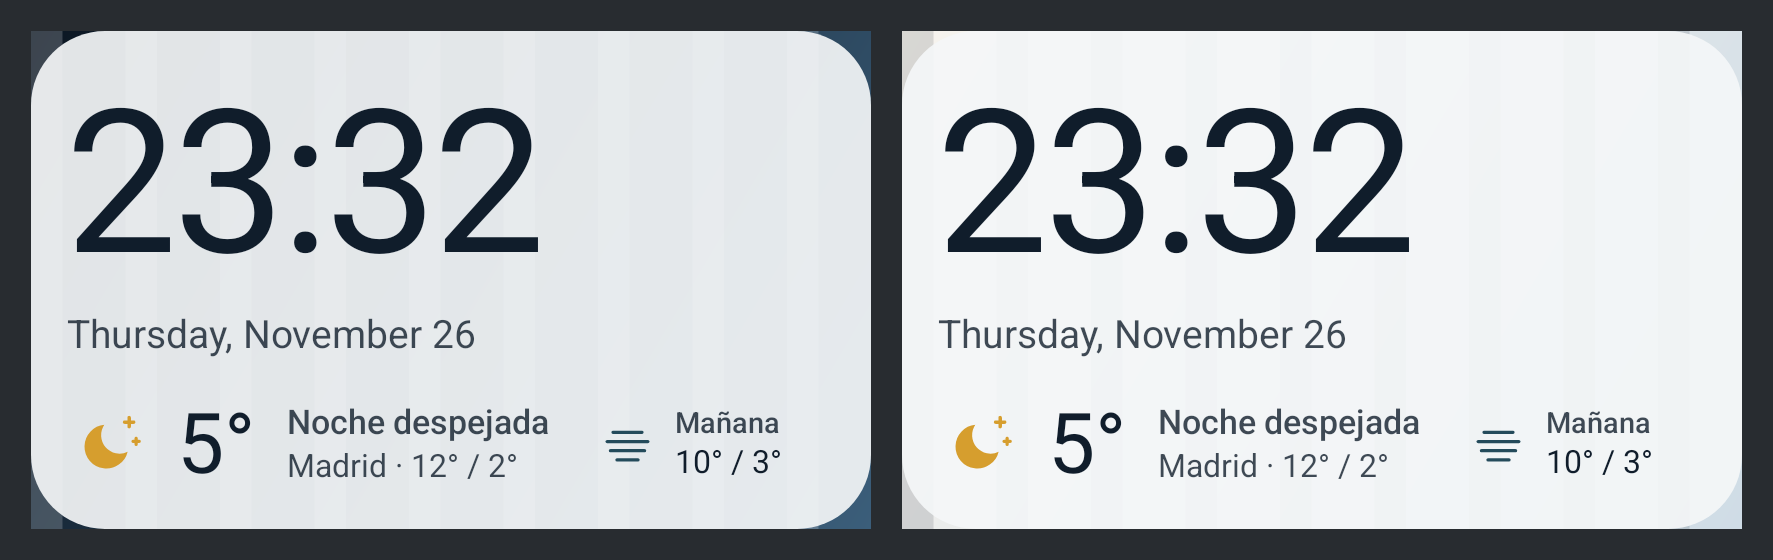 23:32
Thursday, November 26
5°
Noche despejada
Madrid · 12° / 2°
Mañana
10° / 3°
23:32
Thursday, November 26
5°
Noche despejada
Madrid · 12° / 2°
Mañana
10° / 3°